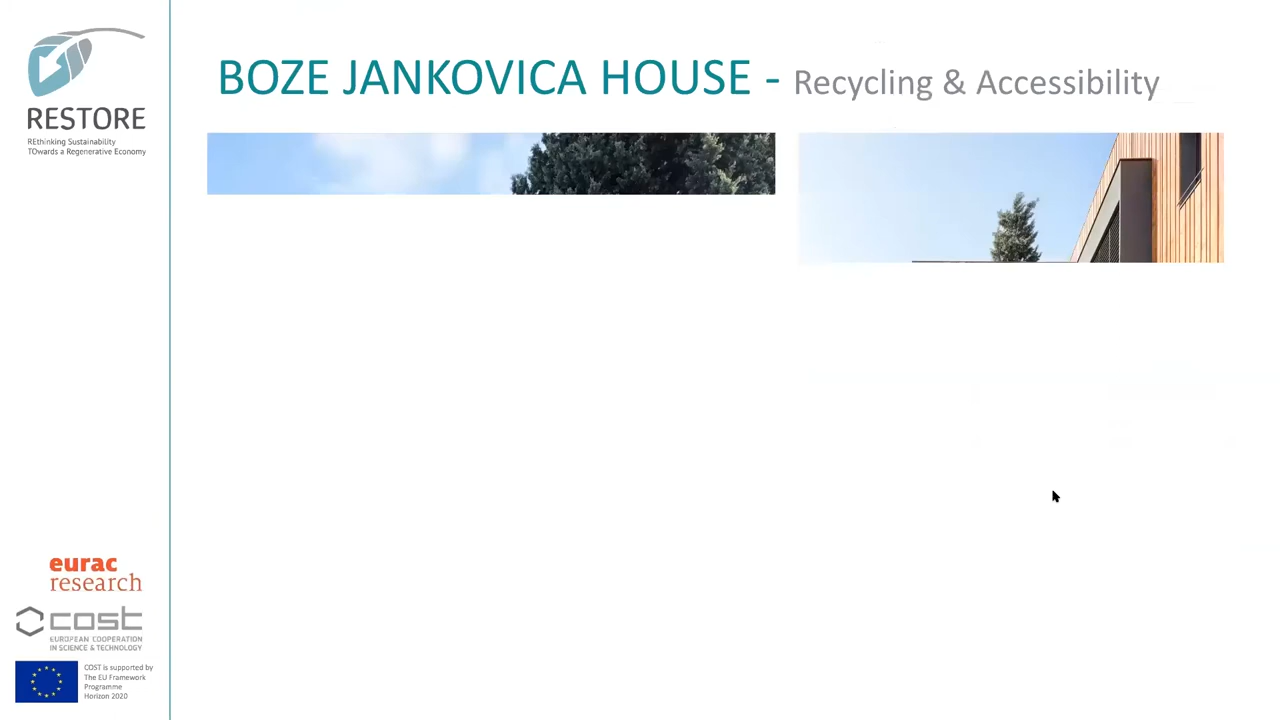 RESTORE
REthinking Sustainability
TOwards a Regenerative Economy
BOZE JANKOVICA HOUSE - Recycling & Accessibility
eurac
research
cost
EUROPEAN COOPERATION
IN SCIENCE & TECHNOLOGY
COST is supported by
The EU Framework
Programme
Horizon 2020